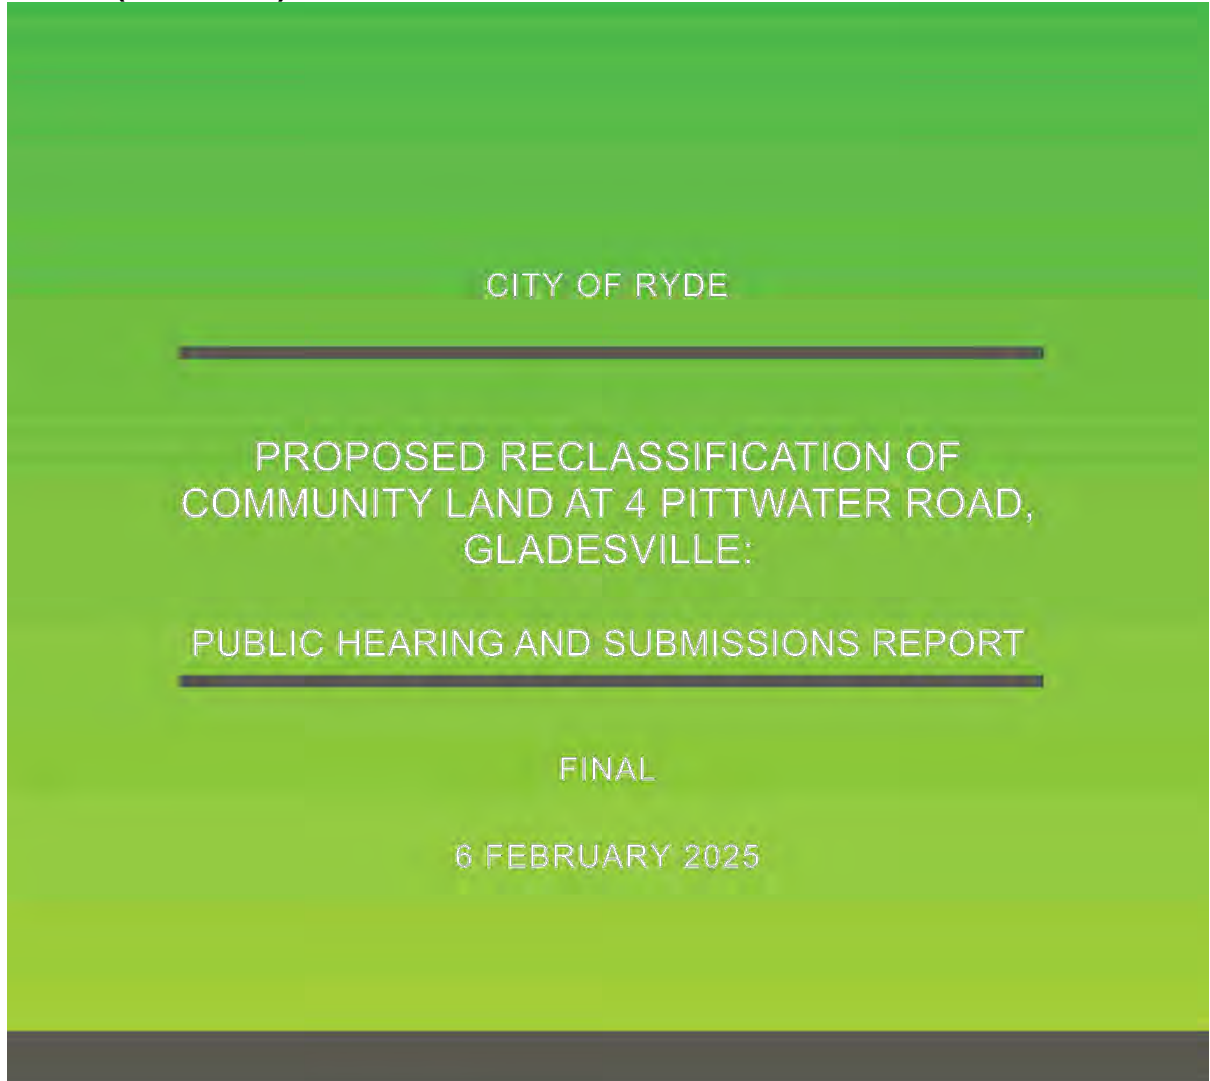 CITY OF RYDE
PROPOSED RECLASSIFICATION OF
COMMUNITY LAND AT 4 PITTWATER ROAD,
GLADESVILLE:
PUBLIC HEARING AND SUBMISSIONS REPORT
FINAL
6 FEBRUARY 2025